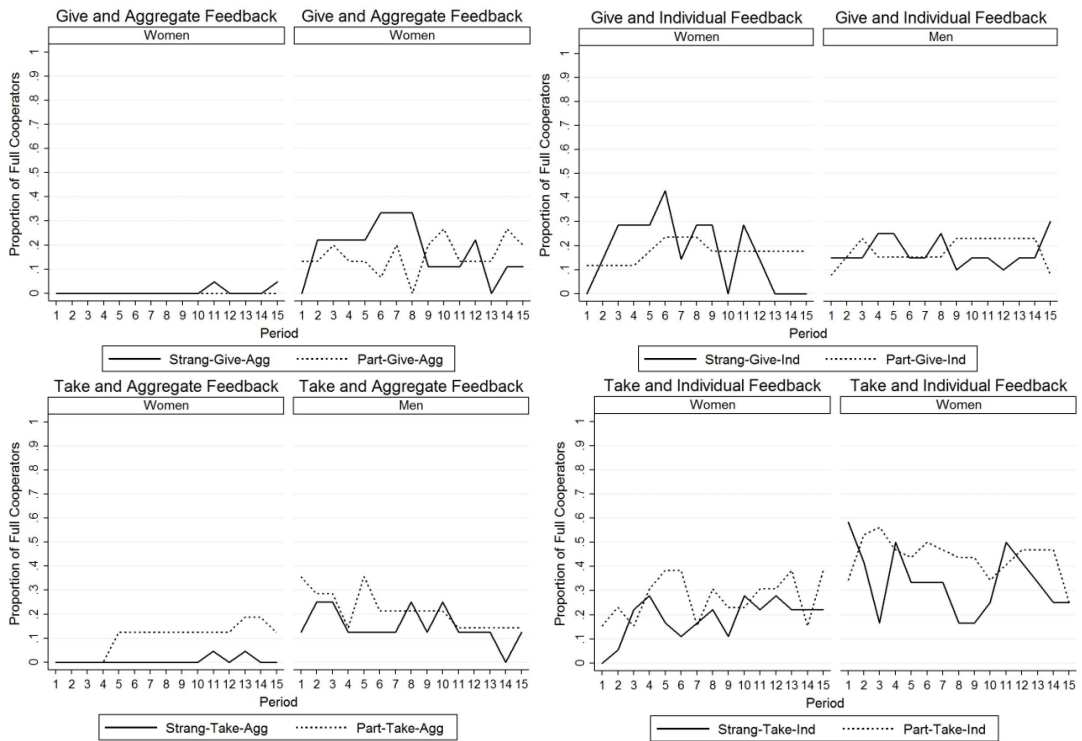 Give and Aggregate Feedback Give and Aggregate Feedback
Women Women
Proportion of Full Cooperators
1
.9
.8
.7
.6
.5
.4
.3
.2
.1
0
1 2 3 4 5 6 7 8 9 10 11 12 13 14 15 1 2 3 4 5 6 7 8 9 10 11 12 13 14 15
Period
Strang-Give-Agg Part-Give-Agg
Give and Individual Feedback Give and Individual Feedback
Women Men
Proportion of Full Cooperators
1
.9
.8
.7
.6
.5
.4
.3
.2
.1
0
1 2 3 4 5 6 7 8 9 10 11 12 13 14 15 1 2 3 4 5 6 7 8 9 10 11 12 13 14 15
Period
Strang-Give-Ind Part-Give-Ind
Take and Aggregate Feedback Take and Aggregate Feedback
Women Men
Proportion of Full Cooperators
1
.9
.8
.7
.6
.5
.4
.3
.2
.1
0
1 2 3 4 5 6 7 8 9 10 11 12 13 14 15 1 2 3 4 5 6 7 8 9 10 11 12 13 14 15
Period
Strang-Take-Agg Part-Take-Agg
Take and Individual Feedback Take and Individual Feedback
Women Women
Proportion of Full Cooperators
1
.9
.8
.7
.6
.5
.4
.3
.2
.1
0
1 2 3 4 5 6 7 8 9 10 11 12 13 14 15 1 2 3 4 5 6 7 8 9 10 11 12 13 14 15
Period
Strang-Take-Ind Part-Take-Ind